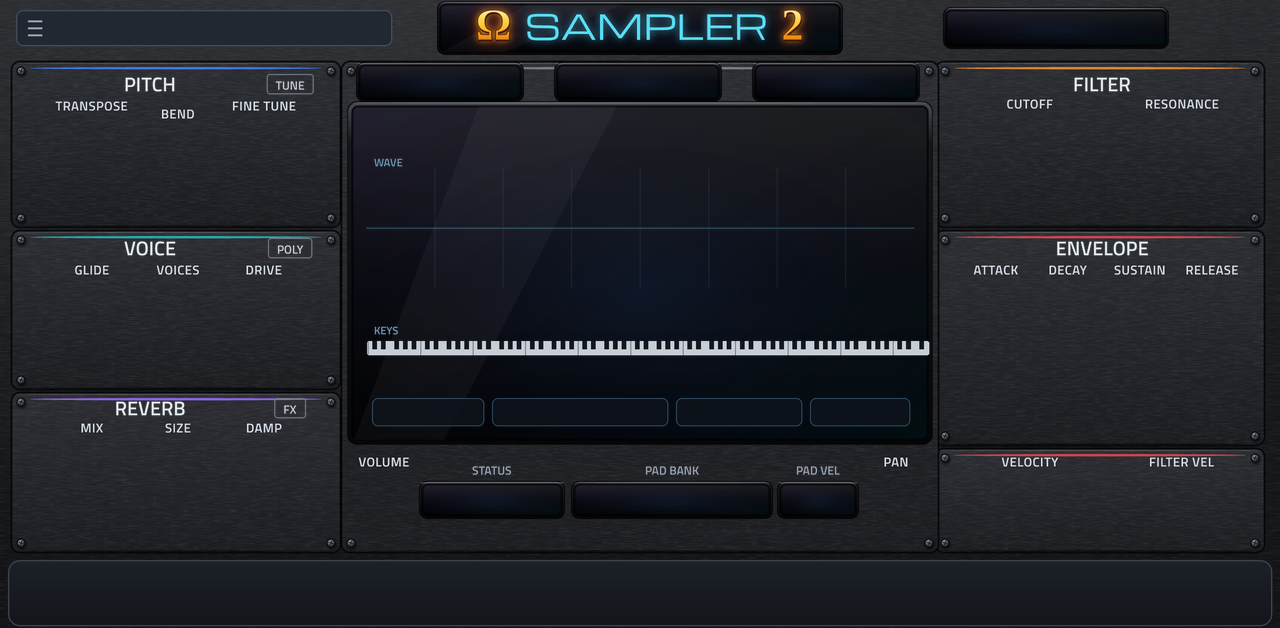 Ω SAMPLER 2
PITCH
TUNE
TRANSPOSE
BEND
FINE TUNE
VOICE
POLY
GLIDE
VOICES
DRIVE
REVERB
FX
MIX
SIZE
DAMP
WAVE
KEYS
VOLUME
STATUS
PAD BANK
PAD VEL
PAN
FILTER
CUTOFF
RESONANCE
ENVELOPE
ATTACK
DECAY
SUSTAIN
RELEASE
VELOCITY
FILTER VEL